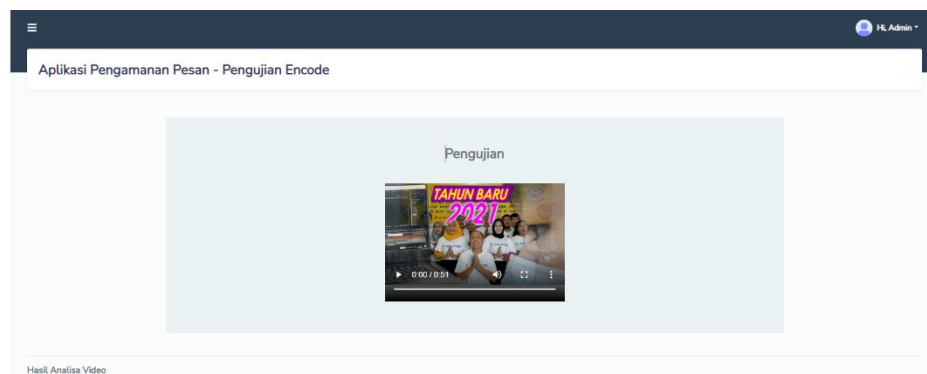 Hi, Admin
Aplikasi Pengamanan Pesan - Pengujian Encode
Pengujian
TAHUN BARU
2021
0:00 / 0:51
Hasil Analisa Video